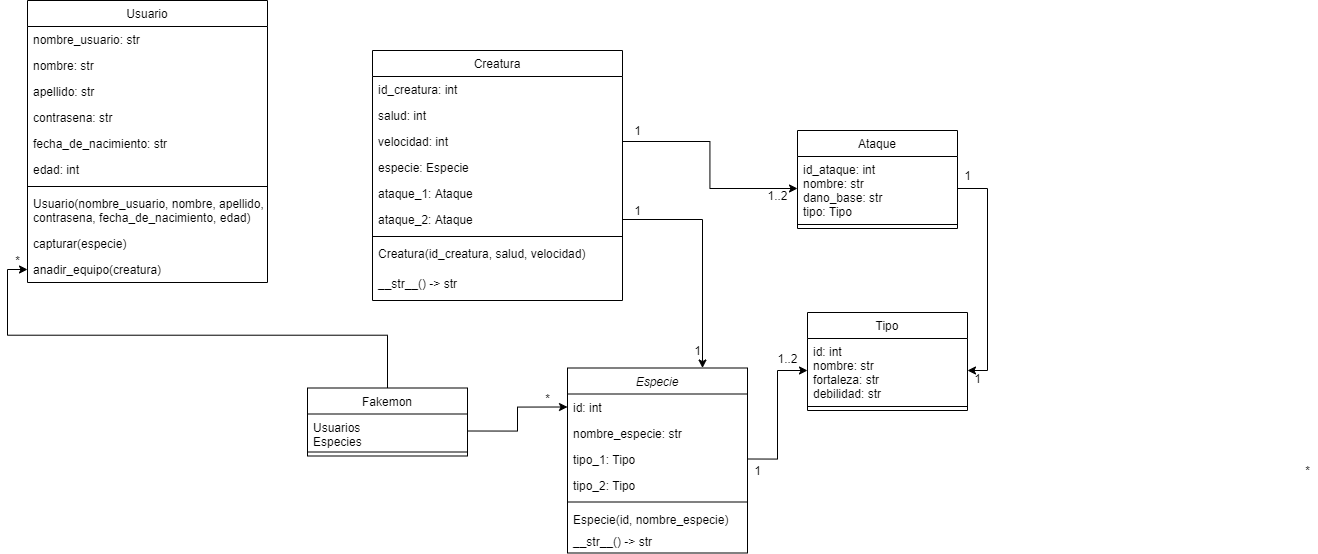 Usuario
nombre_usuario: str
nombre: str
apellido: str
contrasena: str
fecha_de_nacimiento: str
edad: int
Usuario(nombre_usuario, nombre, apellido,
contrasena, fecha_de_nacimiento, edad)
capturar(especie)
anadir_equipo(creatura)
*
Creatura
id_creatura: int
salud: int
velocidad: int
especie: Especie
ataque_1: Ataque
ataque_2: Ataque
Creatura(id_creatura, salud, velocidad)
__str__() -> str
1
1..2
1
1
Ataque
id_ataque: int
nombre: str
dano_base: str
tipo: Tipo
1
1
Tipo
id: int
nombre: str
fortaleza: str
debilidad: str
1..2
1
Fakemon
Usuarios
Especies
*
Especie
id: int
nombre_especie: str
tipo_1: Tipo
tipo_2: Tipo
Especie(id, nombre_especie)
__str__() -> str
*